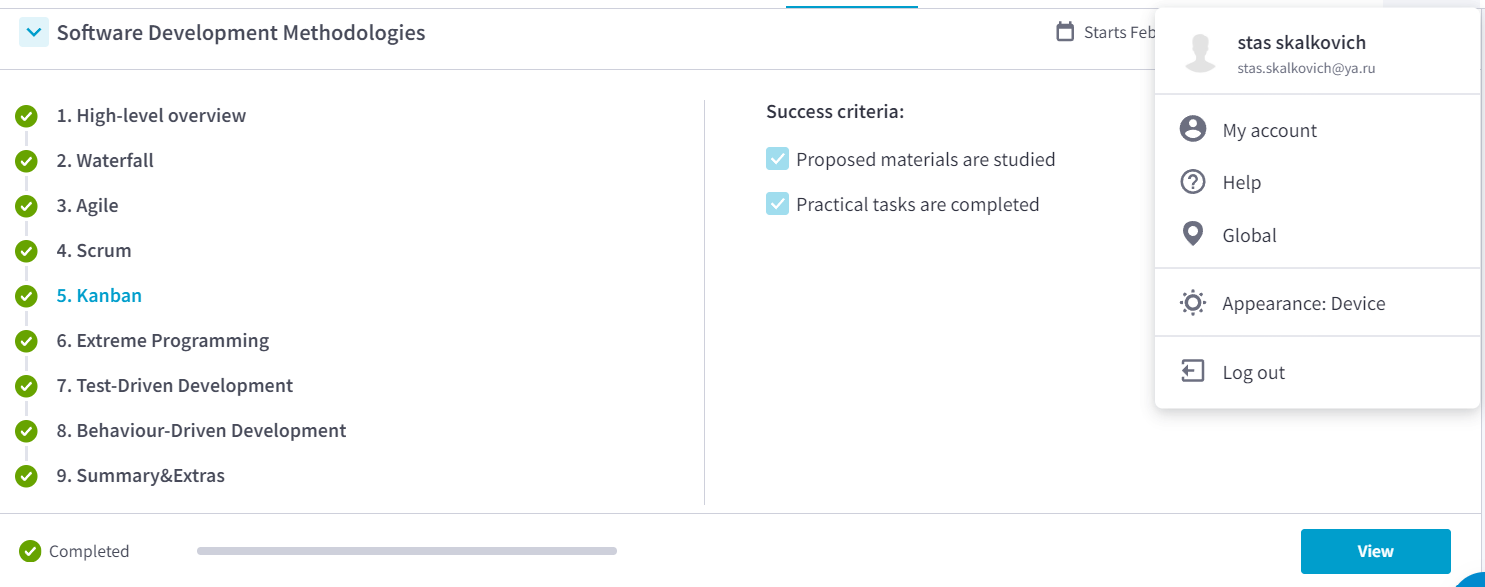 Software Development Methodologies
Starts Feb
1. High-level overview
2. Waterfall
3. Agile
4. Scrum
5. Kanban
6. Extreme Programming
7. Test-Driven Development
8. Behaviour-Driven Development
9. Summary&Extras
Success criteria:
Proposed materials are studied
Practical tasks are completed
stas skalkovich
stas.skalkovich@ya.ru
My account
Help
Global
Appearance: Device
Log out
Completed
View